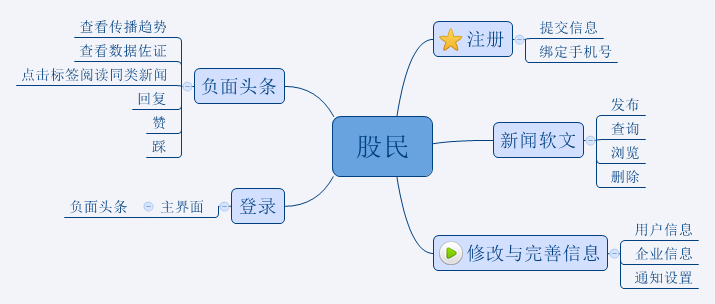 股民
注册
提交信息
绑定手机号
新闻软文
发布
查询
浏览
删除
修改与完善信息
用户信息
企业信息
通知设置
负面头条
查看传播趋势
查看数据佐证
点击标签阅读同类新闻
回复
赞
踩
登录
主界面
负面头条